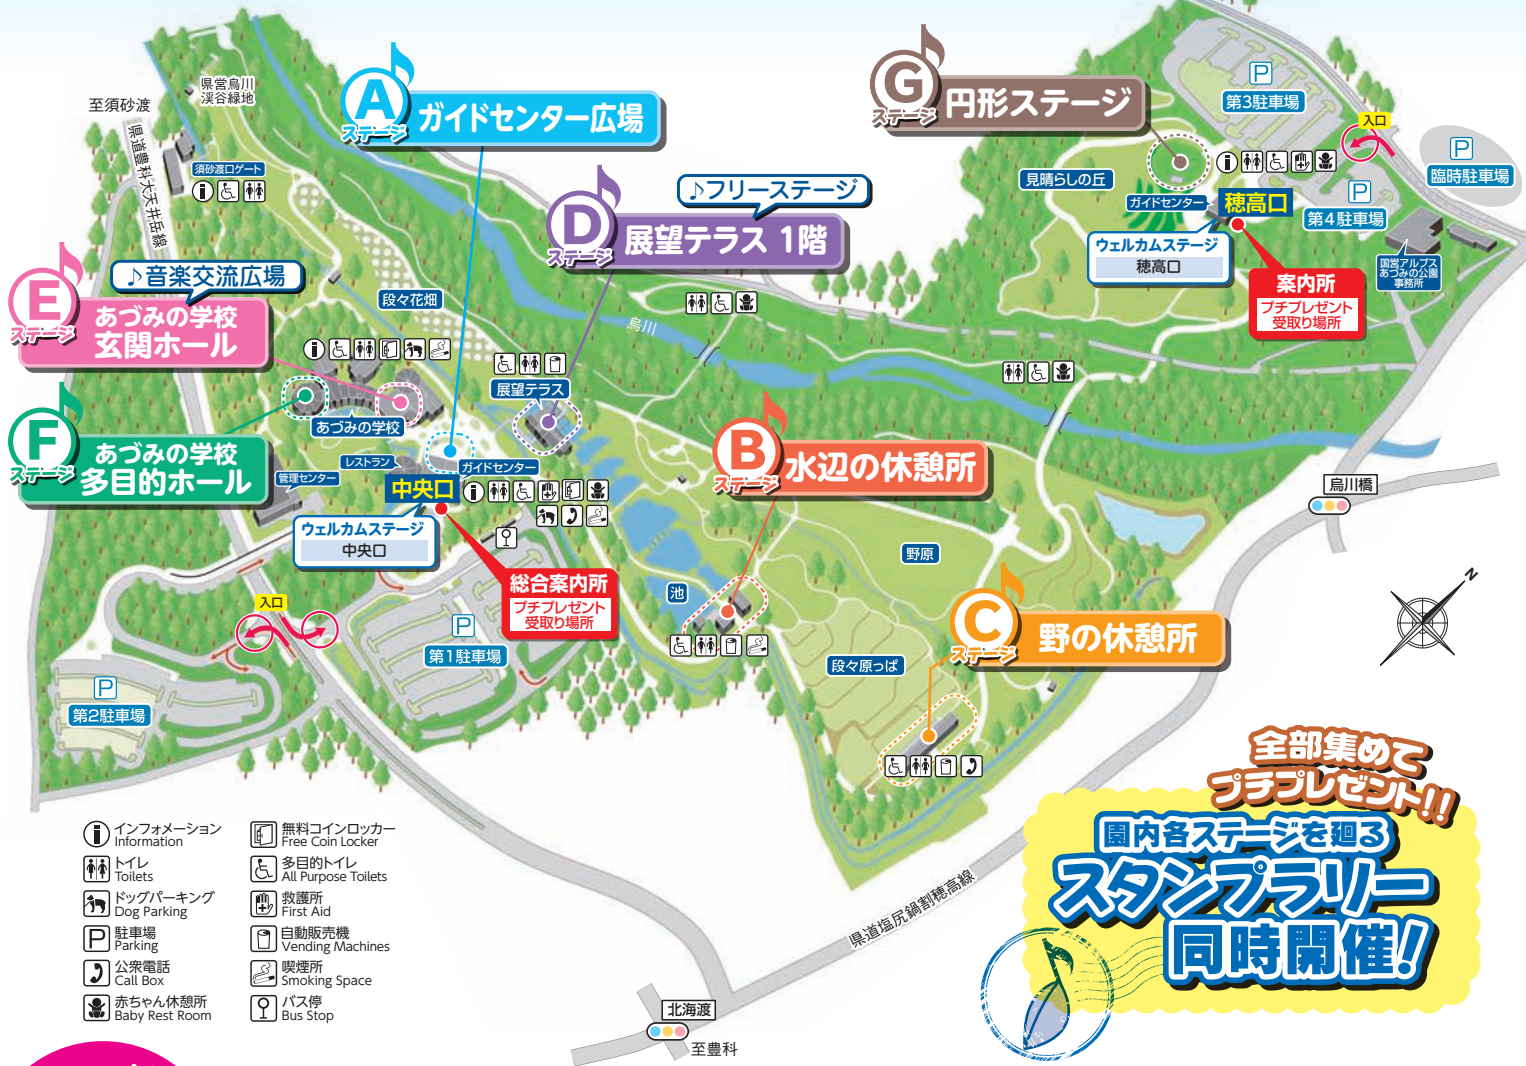 県営烏川
渓谷緑地
至須砂渡
県道豊科大天井岳線
須砂渡口ゲート
A
ステージ
ガイドセンター広場
G
ステージ
円形ステージ
P
第3駐車場
入口
P
臨時駐車場
見晴らしの丘
ガイドセンター
穂高口
P
第4駐車場
ウェルカムステージ
穂高口
国営アルプス
あづみの公園
事務所
案内所
プチプレゼント
受取り場所
♪フリーステージ
D
ステージ
展望テラス 1階
♪音楽交流広場
E
ステージ
あづみの学校
玄関ホール
段々花畑
烏川
展望テラス
F
ステージ
あづみの学校
多目的ホール
あづみの学校
レストラン
ガイドセンター
管理センター
中央口
ウェルカムステージ
中央口
B
ステージ
水辺の休憩所
烏川橋
野原
総合案内所
プチプレゼント
受取り場所
池
入口
P
第1駐車場
P
第2駐車場
C
ステージ
野の休憩所
段々原っぱ
N
インフォメーション
Information
トイレ
Toilets
ドッグパーキング
Dog Parking
P
駐車場
Parking
公衆電話
Call Box
赤ちゃん休憩所
Baby Rest Room
無料コインロッカー
Free Coin Locker
多目的トイレ
All Purpose Toilets
救護所
First Aid
自動販売機
Vending Machines
喫煙所
Smoking Space
バス停
Bus Stop
県道塩尻鍋割穂高線
北海渡
至豊科
全部集めて
プチプレゼント!!
園内各ステージを廻る
スタンプラリー
同時開催!